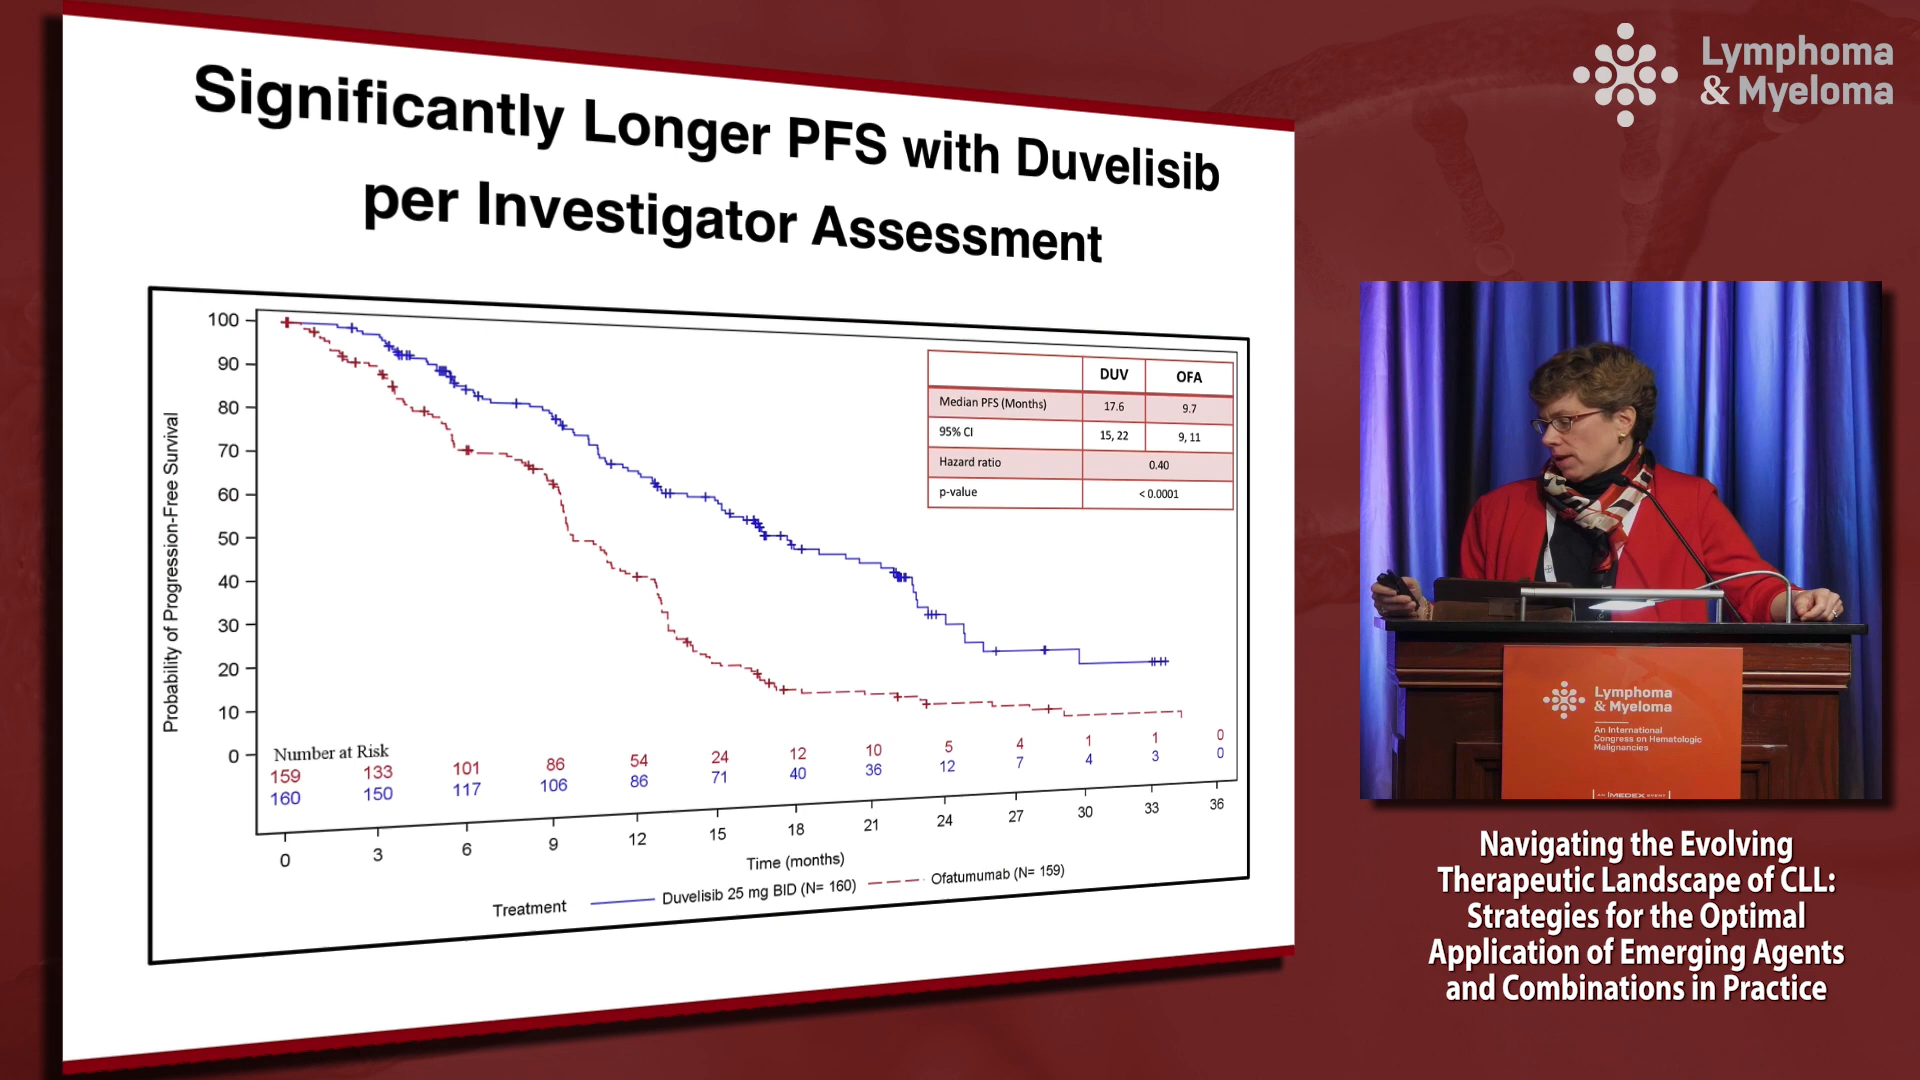 Significantly Longer PFS with Duvelisib
per Investigator Assessment
DUV OFA
Median PFS (Months) 17.6 9.7
95% CI 15, 22 9, 11
Hazard ratio 0.40
p-value < 0.0001
Probability of Progression-Free Survival
100
90
80
70
60
50
40
30
20
10
0
Number at Risk
159 133 101 86 54 24 12 10 5 4 1 1 0
160 150 117 106 86 71 40 36 12 7 4 3 0
0 3 6 9 12 15 18 21 24 27 30 33 36
Time (months)
Treatment Duvelisib 25 mg BID (N= 160) Ofatumumab (N= 159)
Lymphoma
& Myeloma
Lymphoma
& Myeloma
An International
Congress on Hematologic
Malignancies
AN IMEDEX EVENT
Navigating the Evolving
Therapeutic Landscape of CLL:
Strategies for the Optimal
Application of Emerging Agents
and Combinations in Practice